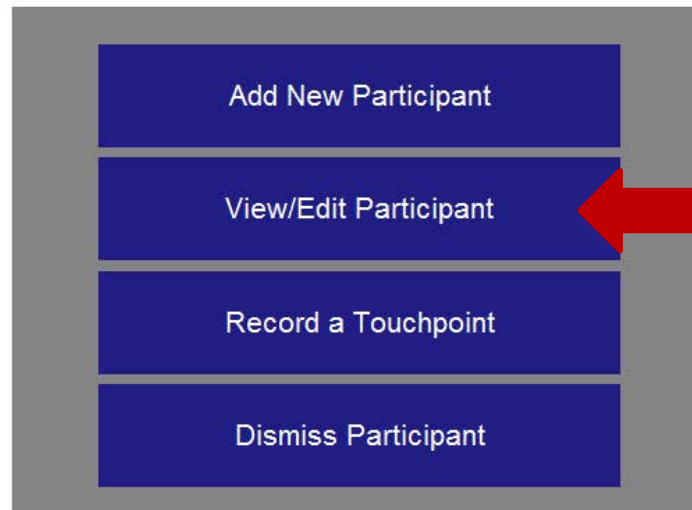 Add New Participant
View/Edit Participant
Record a Touchpoint
Dismiss Participant